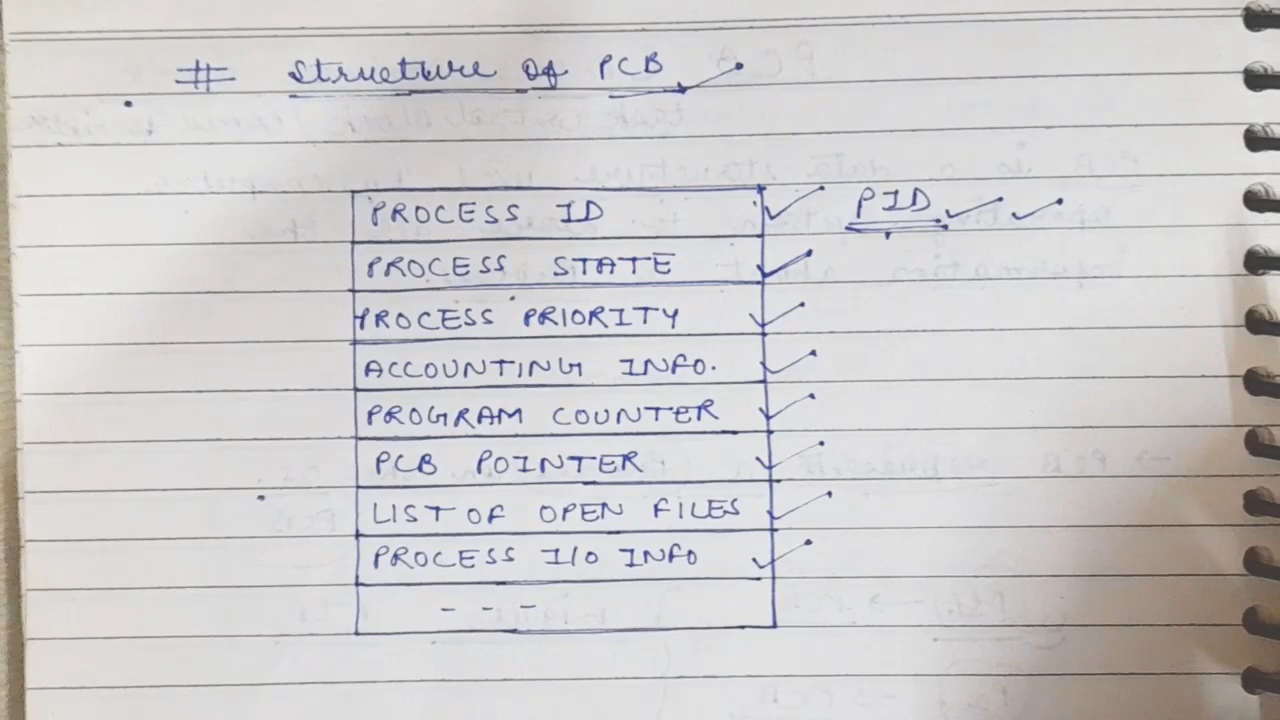 # Structure of PCB
PROCESS ID PID
PROCESS STATE
PROCESS PRIORITY
ACCOUNTING INFO.
PROGRAM COUNTER
PCB POINTER
LIST OF OPEN FILES
PROCESS I/O INFO
- - -